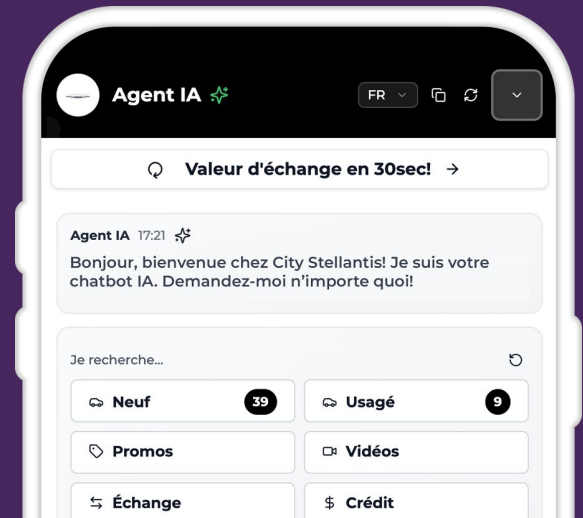 Agent IA
FR
Valeur d'échange en 30sec! →
Agent IA 17:21
Bonjour, bienvenue chez City Stellantis! Je suis votre
chatbot IA. Demandez-moi n’importe quoi!
Je recherche...
Neuf 39
Usagé 9
Promos
Vidéos
Échange
$ Crédit